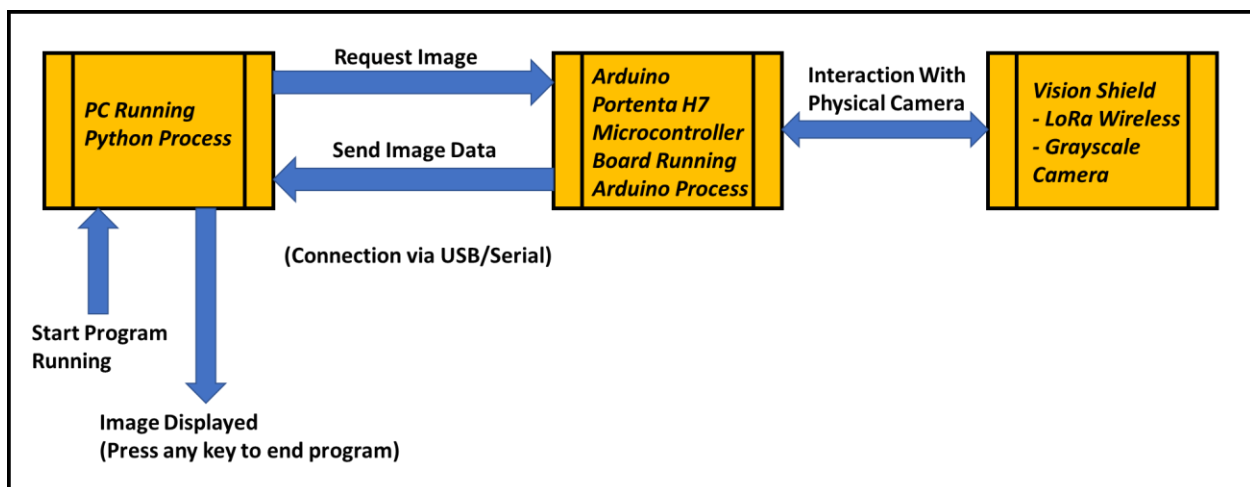 PC Running
Python Process
Request Image
Send Image Data
(Connection via USB/Serial)
Arduino
Portenta H7
Microcontroller
Board Running
Arduino Process
Interaction With
Physical Camera
Vision Shield
- LoRa Wireless
- Grayscale
Camera
Start Program
Running
Image Displayed
(Press any key to end program)